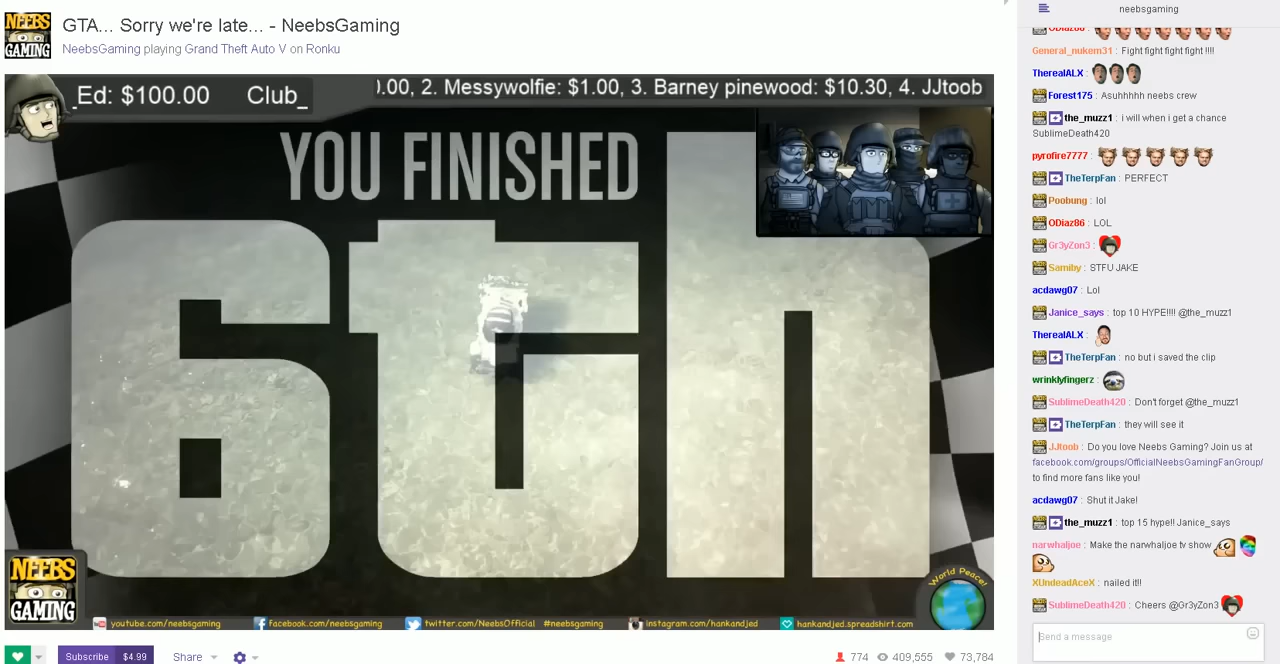 GTA... Sorry we're late... - NeebsGaming
NeebsGaming playing Grand Theft Auto V on Ronku
NEEBS
GAMING
_Ed: $100.00 Club_
0.00, 2. Messywolfie: $1.00, 3. Barney pinewood: $10.30, 4. JJtoob
YOU FINISHED
6th
NEEBS
GAMING
World Peace!
youtube.com/neebsgaming
facebook.com/neebsgaming
twitter.com/NeebsOfficial #neebsgaming
instagram.com/hankandjed
hankandjed.spreadshirt.com
Subscribe $4.99
Share
774 409,555 73,784
neebsgaming
ODiaz86 :
General_nukem31 : Fight fight fight fight !!!!
TherealALX :
Forest175 : Asuhhhhh neebs crew
the_muzz1 : i will when i get a chance
SublimeDeath420
pyrofire7777 :
TheTerpFan : PERFECT
Poobung : lol
ODiaz86 : LOL
Gr3yZon3 :
Samiby : STFU JAKE
acdawg07 : Lol
Janice_says : top 10 HYPE!!!! @the_muzz1
TherealALX :
TheTerpFan : no but i saved the clip
wrinklyfingerz :
SublimeDeath420 : Don't forget @the_muzz1
TheTerpFan : they will see it
JJtoob : Do you love Neebs Gaming? Join us at
facebook.com/groups/OfficialNeebsGamingFanGroup/
to find more fans like you!
acdawg07 : Shut it Jake!
the_muzz1 : top 15 hype!! Janice_says
narwhaljoe : Make the narwhaljoe tv show
XUndeadAceX : nailed it!!
SublimeDeath420 : Cheers @Gr3yZon3
Send a message